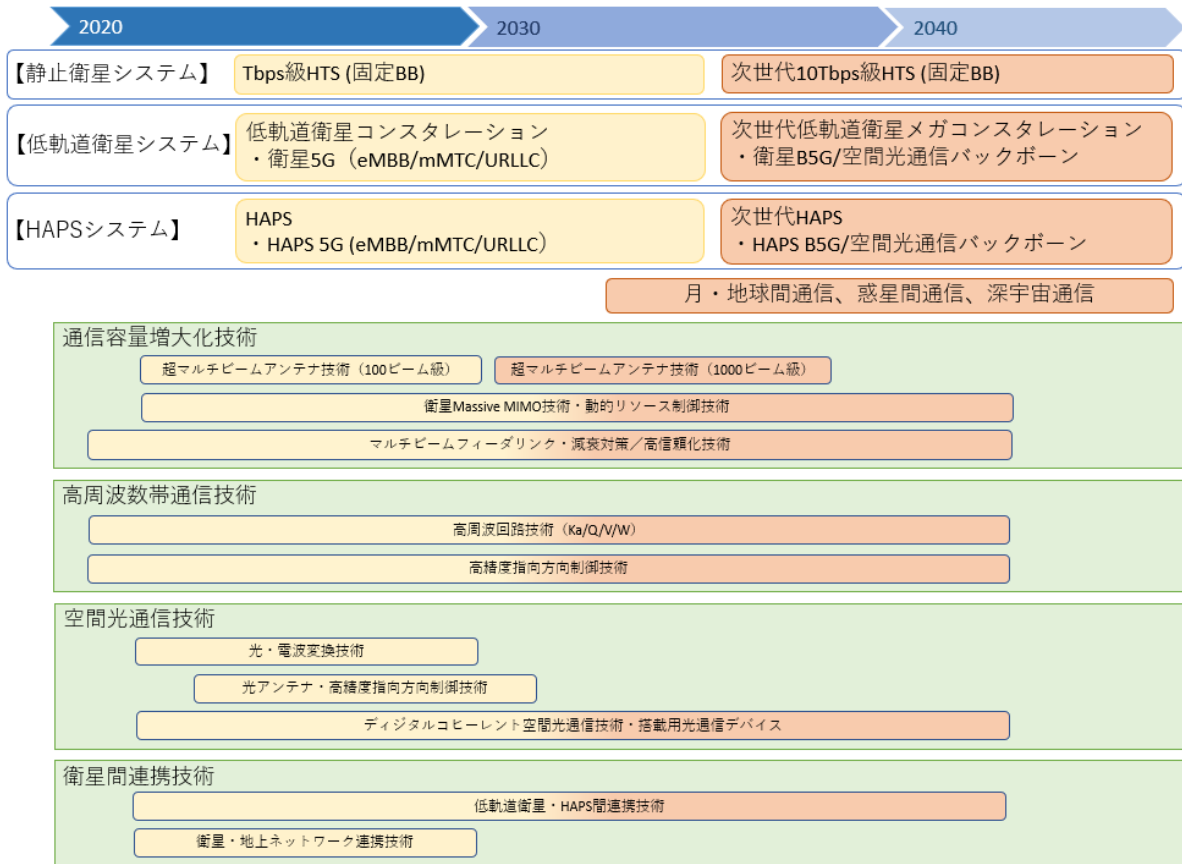 2020
2030
2040
【静止衛星システム】
Tbps級HTS (固定BB)
次世代10Tbps級HTS (固定BB)
【低軌道衛星システム】
低軌道衛星コンスタレーション
・衛星5G（eMBB/mMTC/URLLC）
次世代低軌道衛星メガコンスタレーション
・衛星B5G/空間光通信バックボーン
【HAPSシステム】
HAPS
・HAPS 5G (eMBB/mMTC/URLLC）
次世代HAPS
・HAPS B5G/空間光通信バックボーン
月・地球間通信、惑星間通信、深宇宙通信
通信容量増大化技術
超マルチビームアンテナ技術（100ビーム級）
超マルチビームアンテナ技術（1000ビーム級）
衛星Massive MIMO技術・動的リソース制御技術
マルチビームフィーダリンク・減衰対策／高信頼化技術
高周波数帯通信技術
高周波回路技術（Ka/Q/V/W）
高精度指向方向制御技術
空間光通信技術
光・電波変換技術
光アンテナ・高精度指向方向制御技術
ディジタルコヒーレント空間光通信技術・搭載用光通信デバイス
衛星間連携技術
低軌道衛星・HAPS間連携技術
衛星・地上ネットワーク連携技術